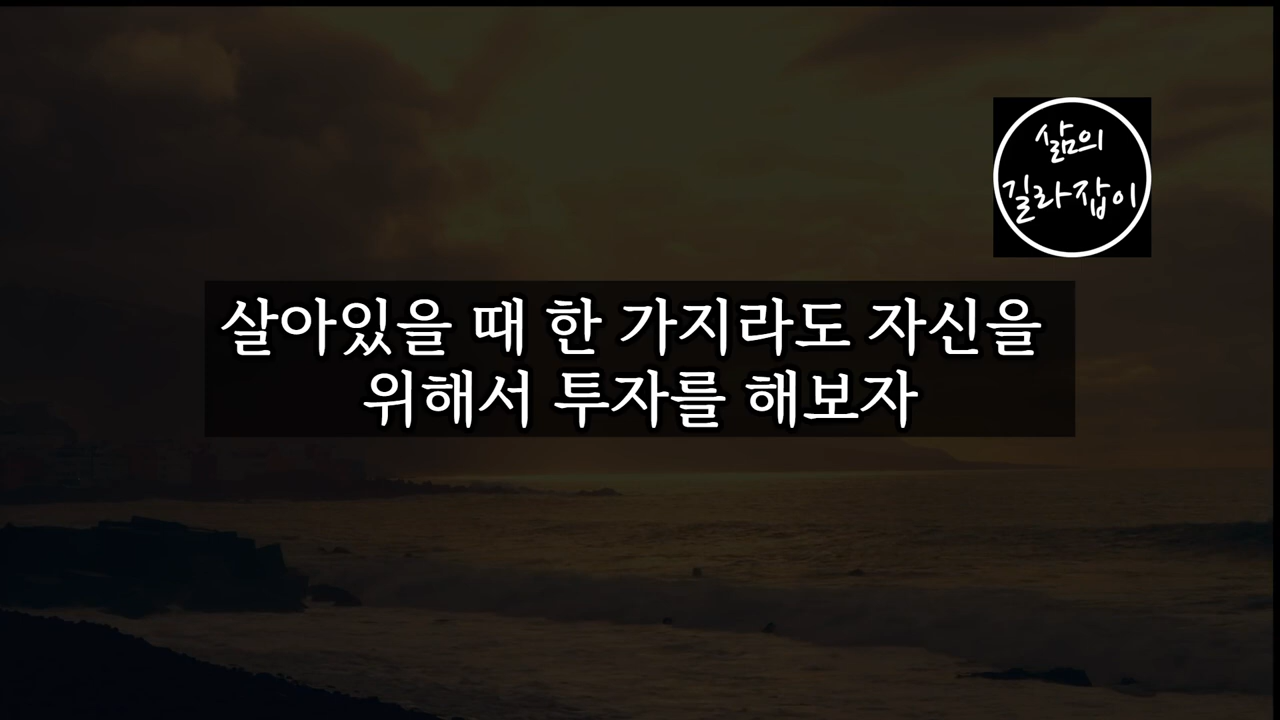 삶의
길라잡이
살아있을 때 한 가지라도 자신을
위해서 투자를 해보자